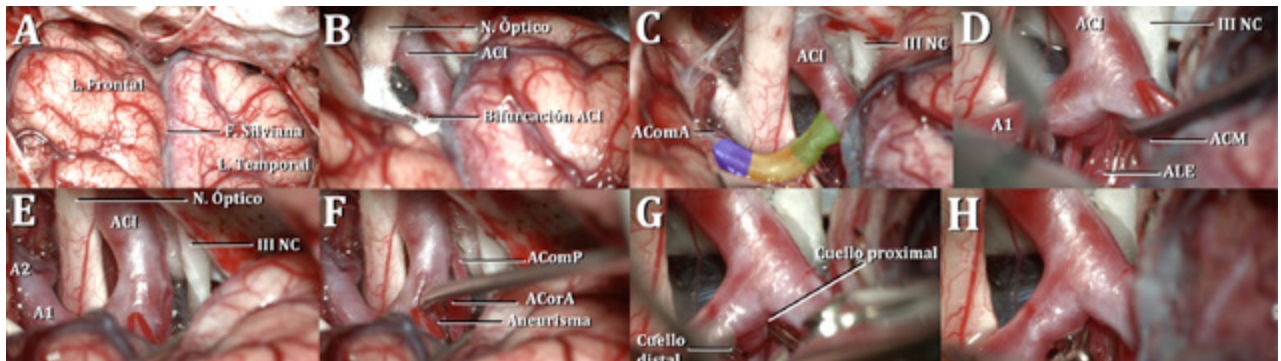 A
L. Frontal
F. Silviana
L. Temporal
B
N. Óptico
ACI
Bifurcación ACI
C
III NC
ACI
AComA
D
ACI
III NC
A1
ACM
ALE
E
N. Óptico
ACI
III NC
A2
A1
F
AComP
ACorA
Aneurisma
G
Cuello proximal
Cuello
distal
H